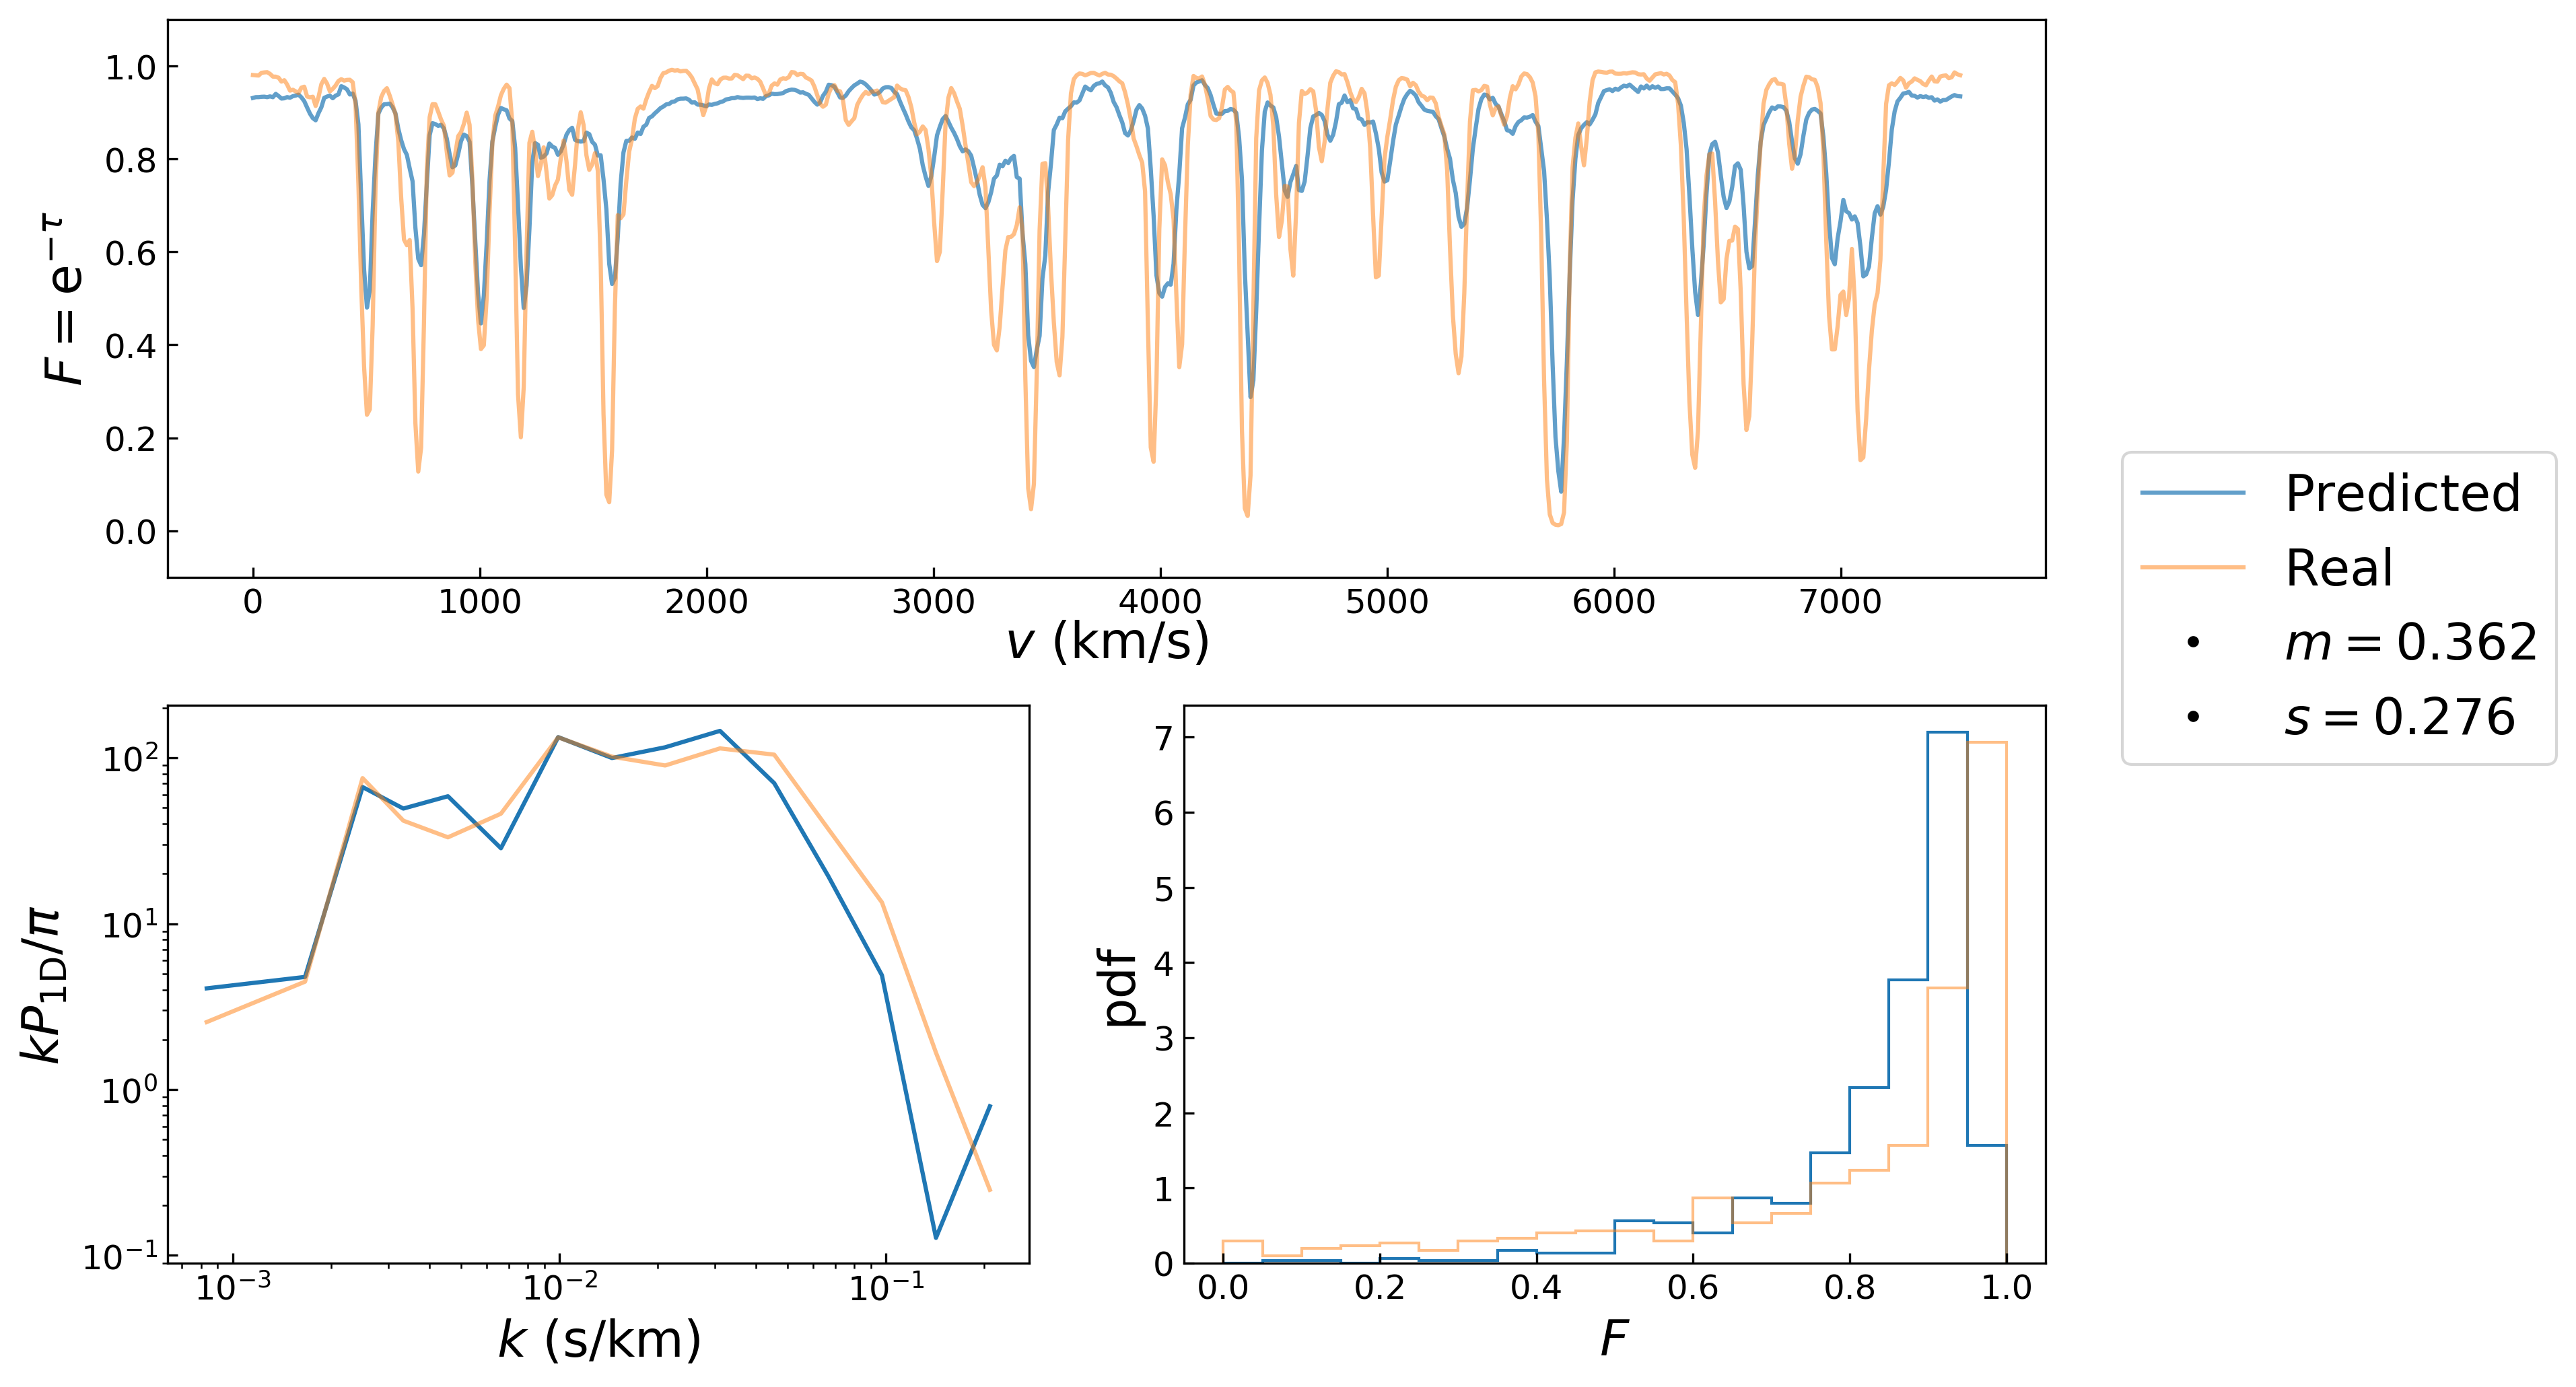 1.0
0.8
0.6
0.4
0.2
0.0
F = e^{-τ}
0 1000 2000 3000 4000 5000 6000 7000
v (km/s)
Predicted
Real
m = 0.362
s = 0.276
10^2
10^1
10^0
10^{-1}
kP_{1D}/π
10^{-3} 10^{-2} 10^{-1}
k (s/km)
7
6
5
4
3
2
1
0
pdf
0.0 0.2 0.4 0.6 0.8 1.0
F